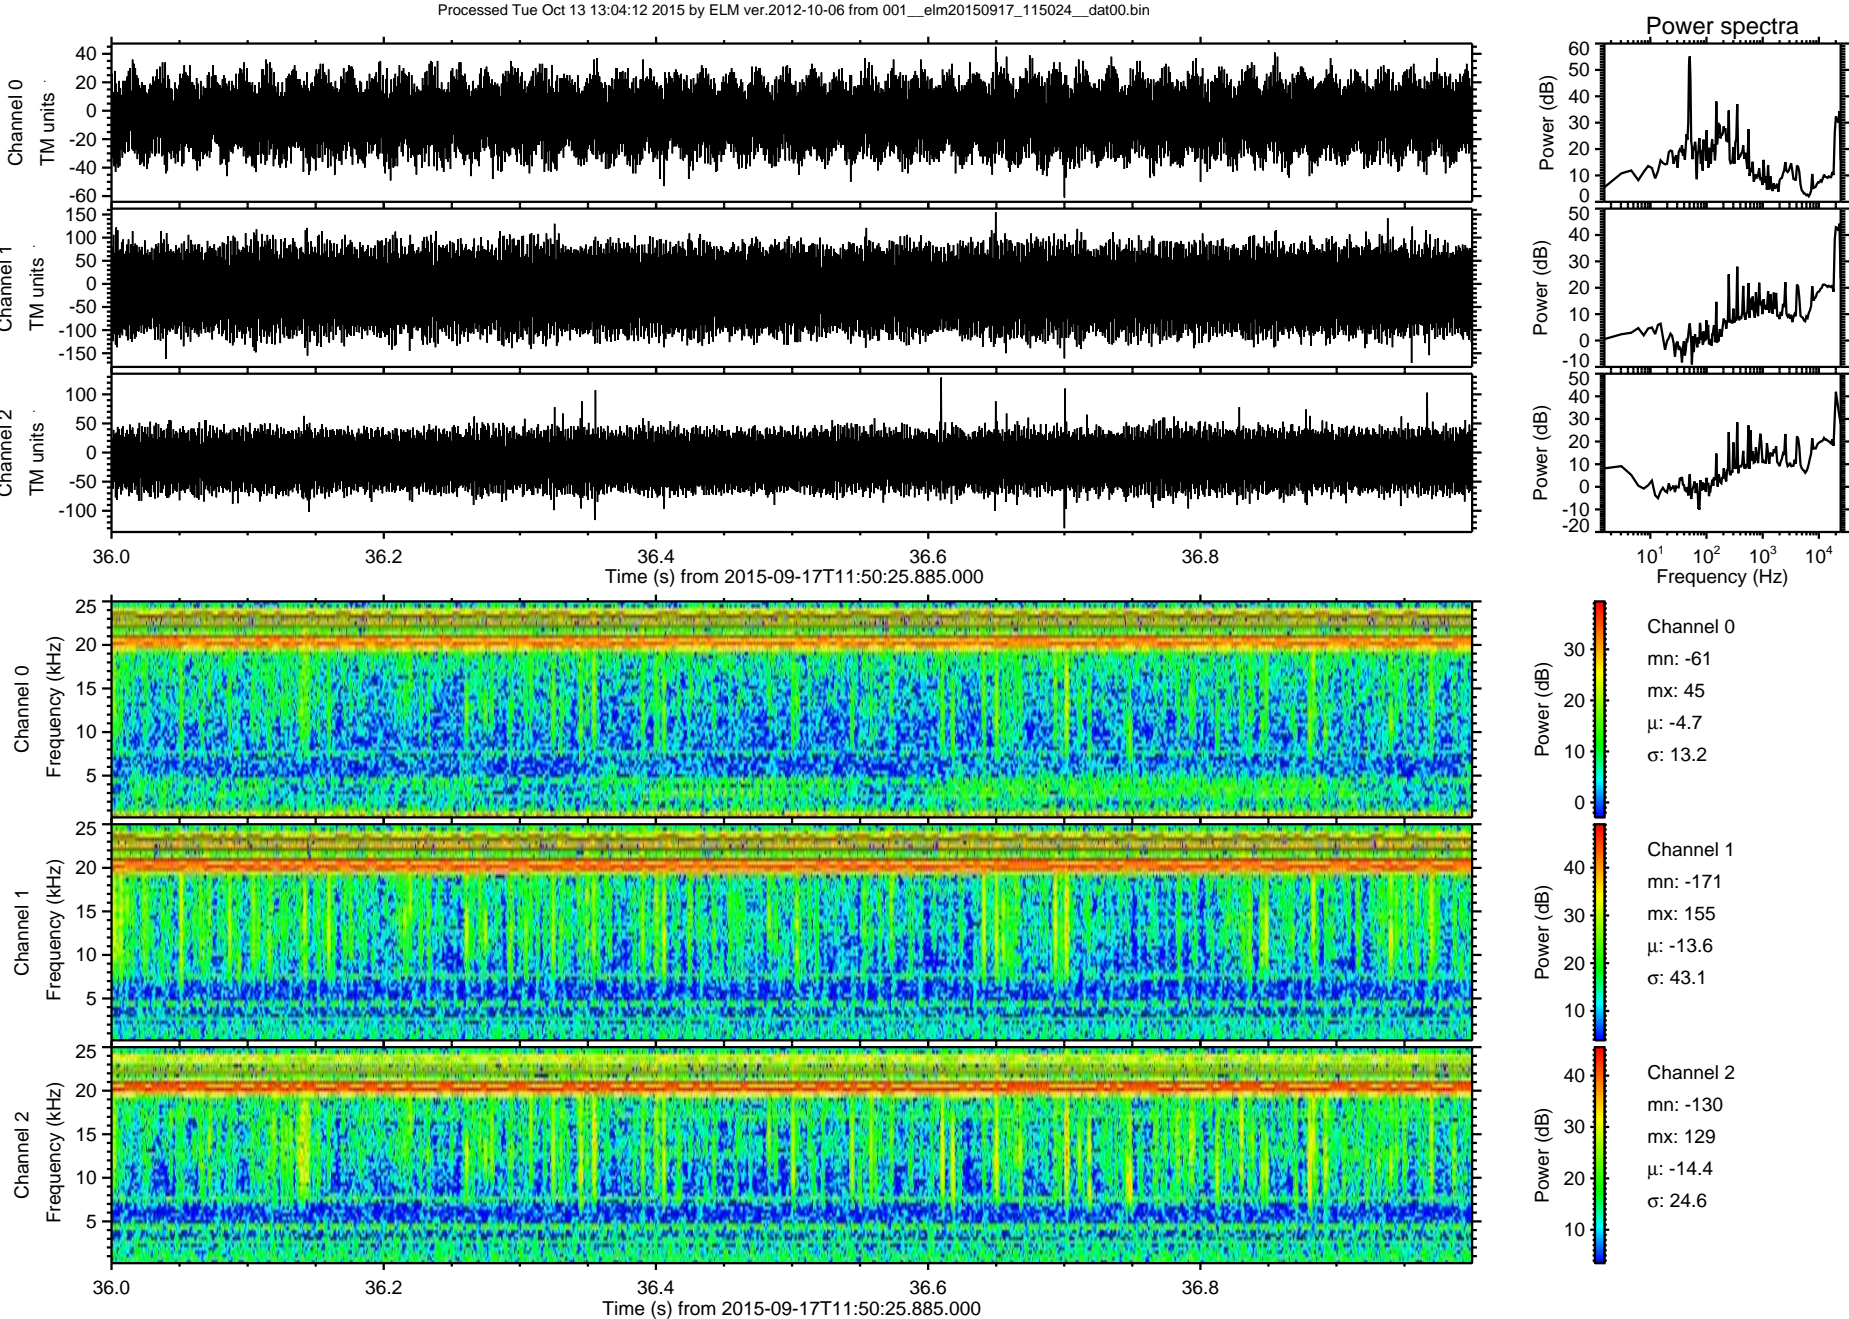 Processed Tue Oct 13 13:04:12 2015 by ELM ver.2012-10-06 from 001__elm20150917_115024__dat00.bin
Power spectra
Channel 0
TM units
40
20
0
-20
-40
-60
Power (dB)
60
50
40
30
20
10
0
Channel 1
TM units
150
100
50
0
-50
-100
-150
Power (dB)
50
40
30
20
10
0
-10
Channel 2
TM units
100
50
0
-50
-100
Power (dB)
50
40
30
20
10
0
-10
-20
36.0 36.2 36.4 36.6 36.8
Time (s) from 2015-09-17T11:50:25.885.000
10¹ 10² 10³ 10⁴
Frequency (Hz)
Channel 0
Frequency (kHz)
25
20
15
10
5
Power (dB)
30
20
10
0
Channel 0
mn: -61
mx: 45
μ: -4.7
σ: 13.2
Channel 1
Frequency (kHz)
25
20
15
10
5
Power (dB)
40
30
20
10
Channel 1
mn: -171
mx: 155
μ: -13.6
σ: 43.1
Channel 2
Frequency (kHz)
25
20
15
10
5
Power (dB)
40
30
20
10
Channel 2
mn: -130
mx: 129
μ: -14.4
σ: 24.6
36.0 36.2 36.4 36.6 36.8
Time (s) from 2015-09-17T11:50:25.885.000